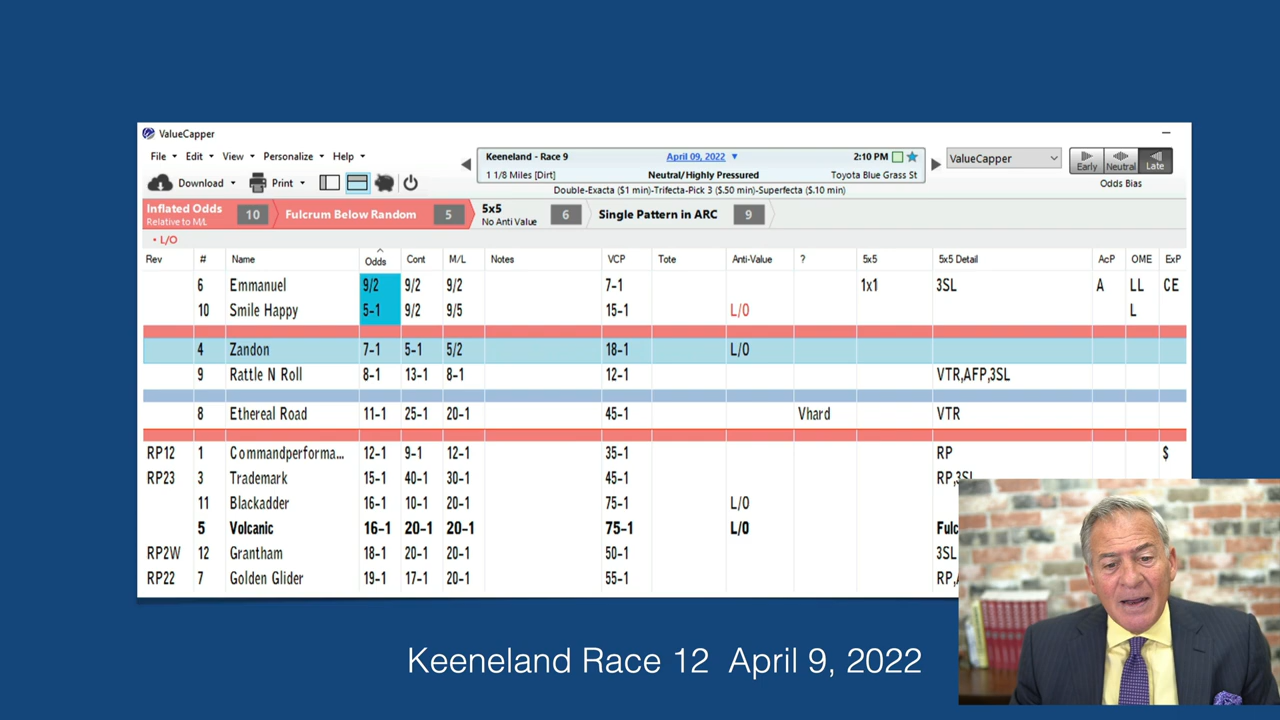 ValueCapper
File Edit View Personalize Help
Download Print
Keeneland - Race 9 April 09, 2022 2:10 PM
1 1/8 Miles [Dirt] Neutral/Highly Pressured Toyota Blue Grass St
Double-Exacta ($1 min)-Trifecta-Pick 3 ($.50 min)-Superfecta ($.10 min)
ValueCapper
Early Neutral Late
Odds Bias
Inflated Odds
Relative to M/L
10
Fulcrum Below Random 5
5x5
No Anti Value
6
Single Pattern in ARC 9
• L/O
Rev # Name Odds Cont M/L Notes VCP Tote Anti-Value ? 5x5 5x5 Detail AcP OME ExP
6 Emmanuel 9/2 9/2 9/2 7-1 1x1 3SL A LL CE
10 Smile Happy 5-1 9/2 9/5 15-1 L/O L
4 Zandon 7-1 5-1 5/2 18-1 L/O
9 Rattle N Roll 8-1 13-1 8-1 12-1 VTR,AFP,3SL
8 Ethereal Road 11-1 25-1 20-1 45-1 Vhard VTR
RP12 1 Commandperforma... 12-1 9-1 12-1 35-1 RP $
RP23 3 Trademark 15-1 40-1 30-1 45-1 RP,3SL
11 Blackadder 16-1 10-1 20-1 75-1 L/O
5 Volcanic 16-1 20-1 20-1 75-1 L/O Fulc
RP2W 12 Grantham 18-1 20-1 20-1 50-1 3SL
RP22 7 Golden Glider 19-1 17-1 20-1 55-1 RP,
Keeneland Race 12 April 9, 2022